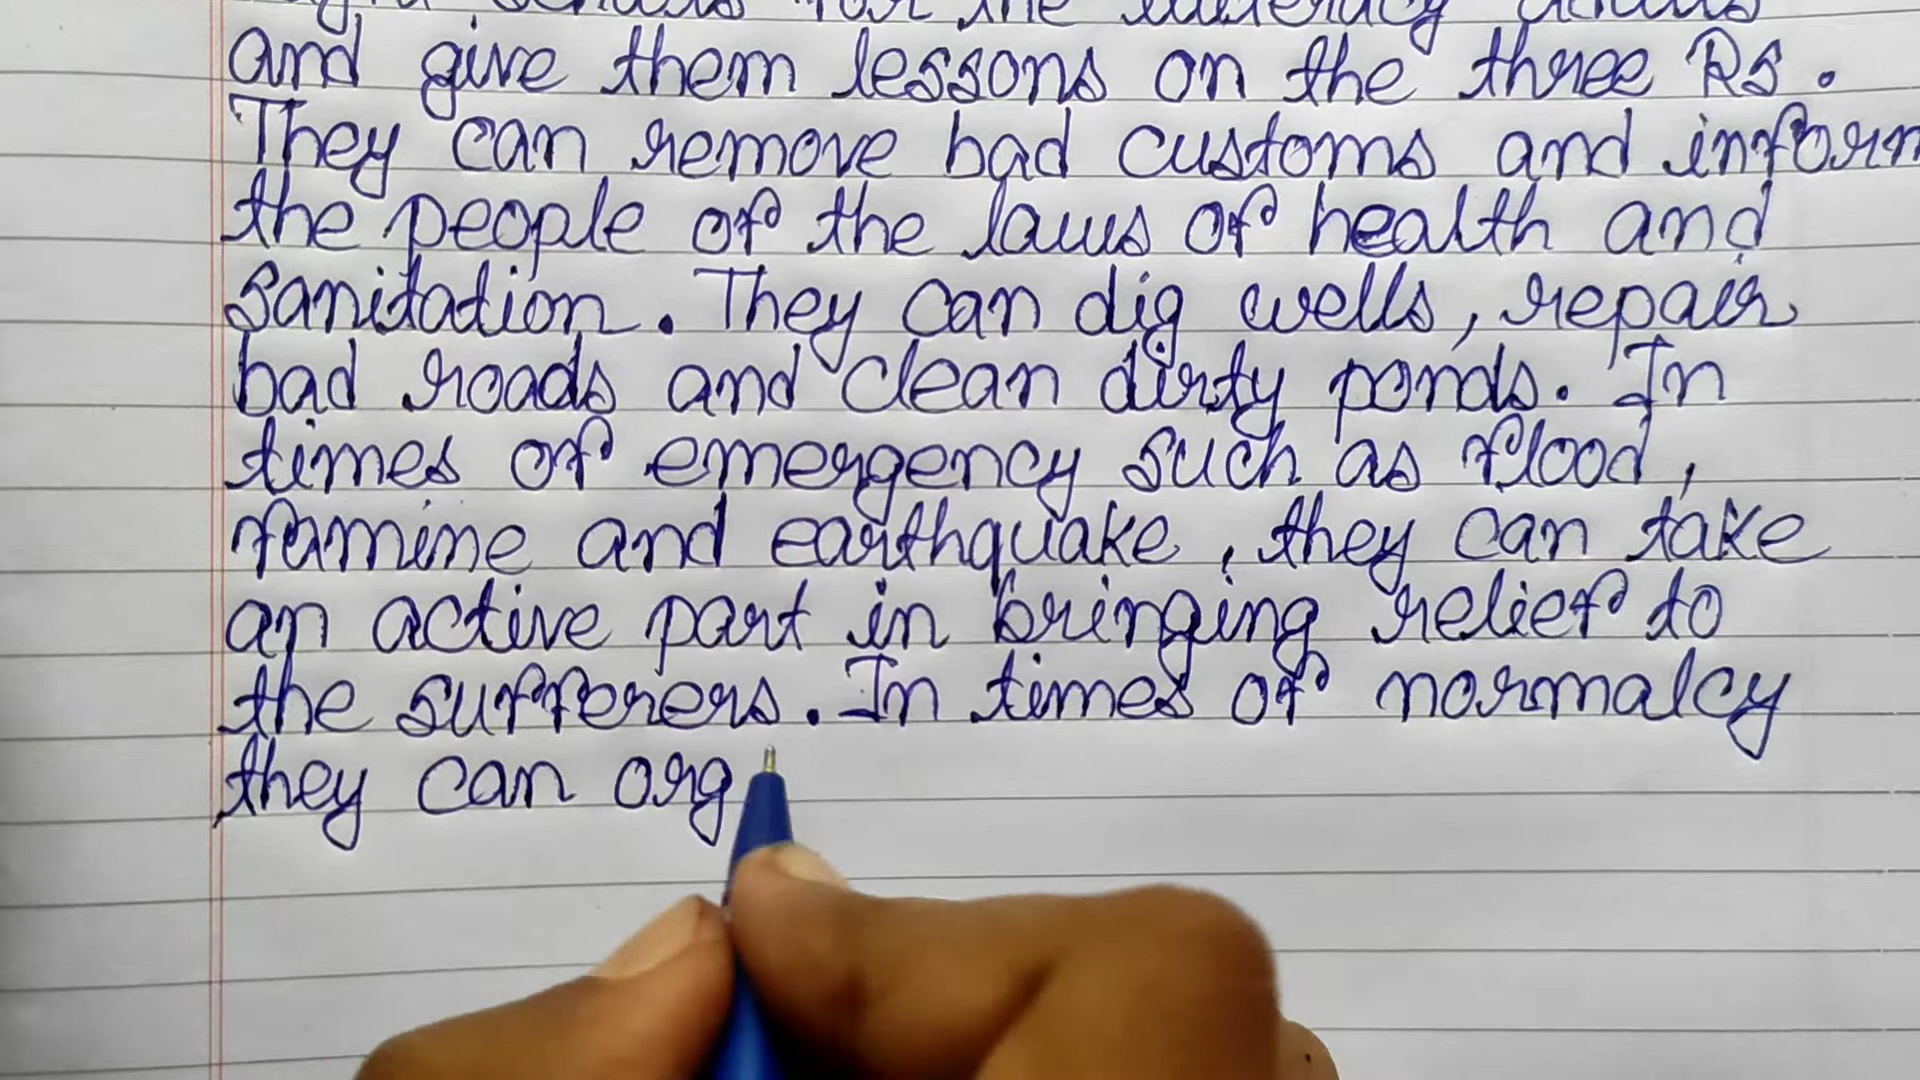 for the
and give them lessons on the three Rs.
They can remove bad customs and inform
the people of the laws of health and
sanitation. They can dig wells, repair
bad roads and clean dirty ponds. In
times of emergency such as flood,
famine and earthquake, they can take
an active part in bringing relief to
the sufferers. In times of normalcy
they can org